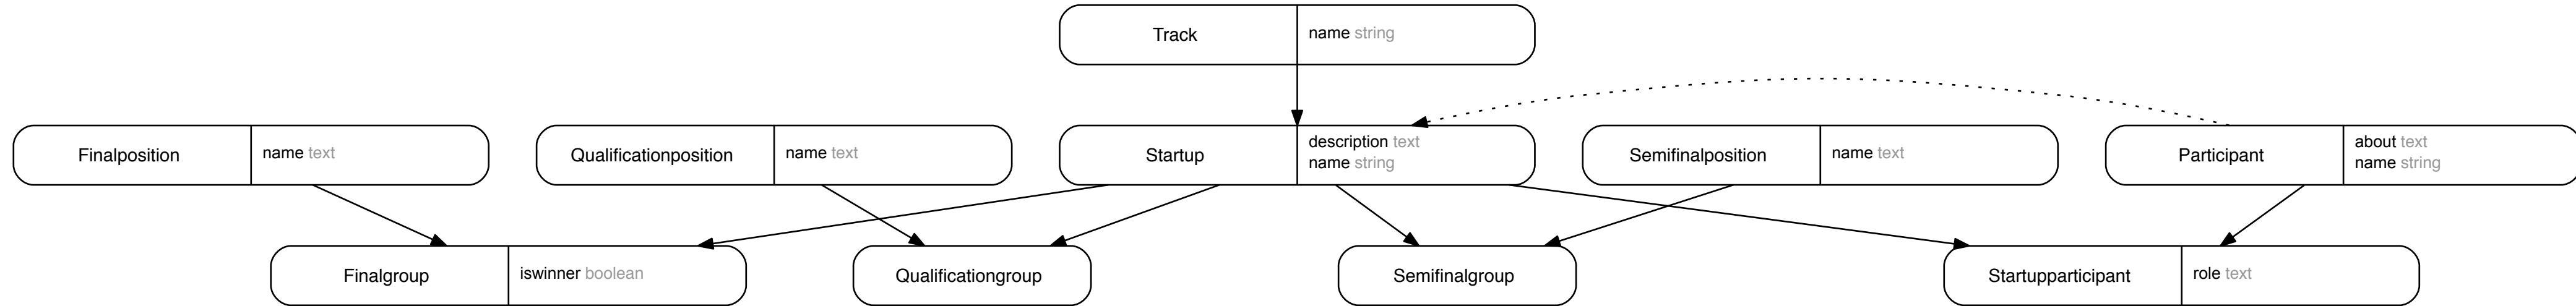 Track
name string
Finalposition
name text
Qualificationposition
name text
Startup
description text
name string
Semifinalposition
name text
Participant
about text
name string
Finalgroup
iswinner boolean
Qualificationgroup
Semifinalgroup
Startupparticipant
role text